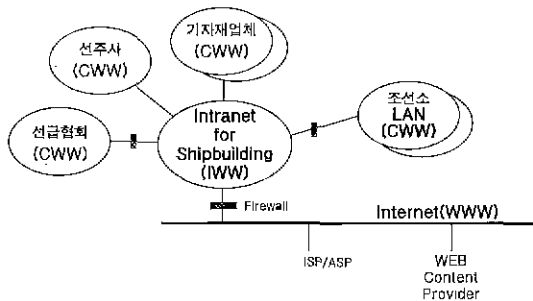 선주사
(CWW)
기자재업체
(CWW)
선급협회
(CWW)
Intranet
for
Shipbuilding
(IWW)
조선소
LAN
(CWW)
Firewall
Internet(WWW)
ISP/ASP
WEB
Content
Provider